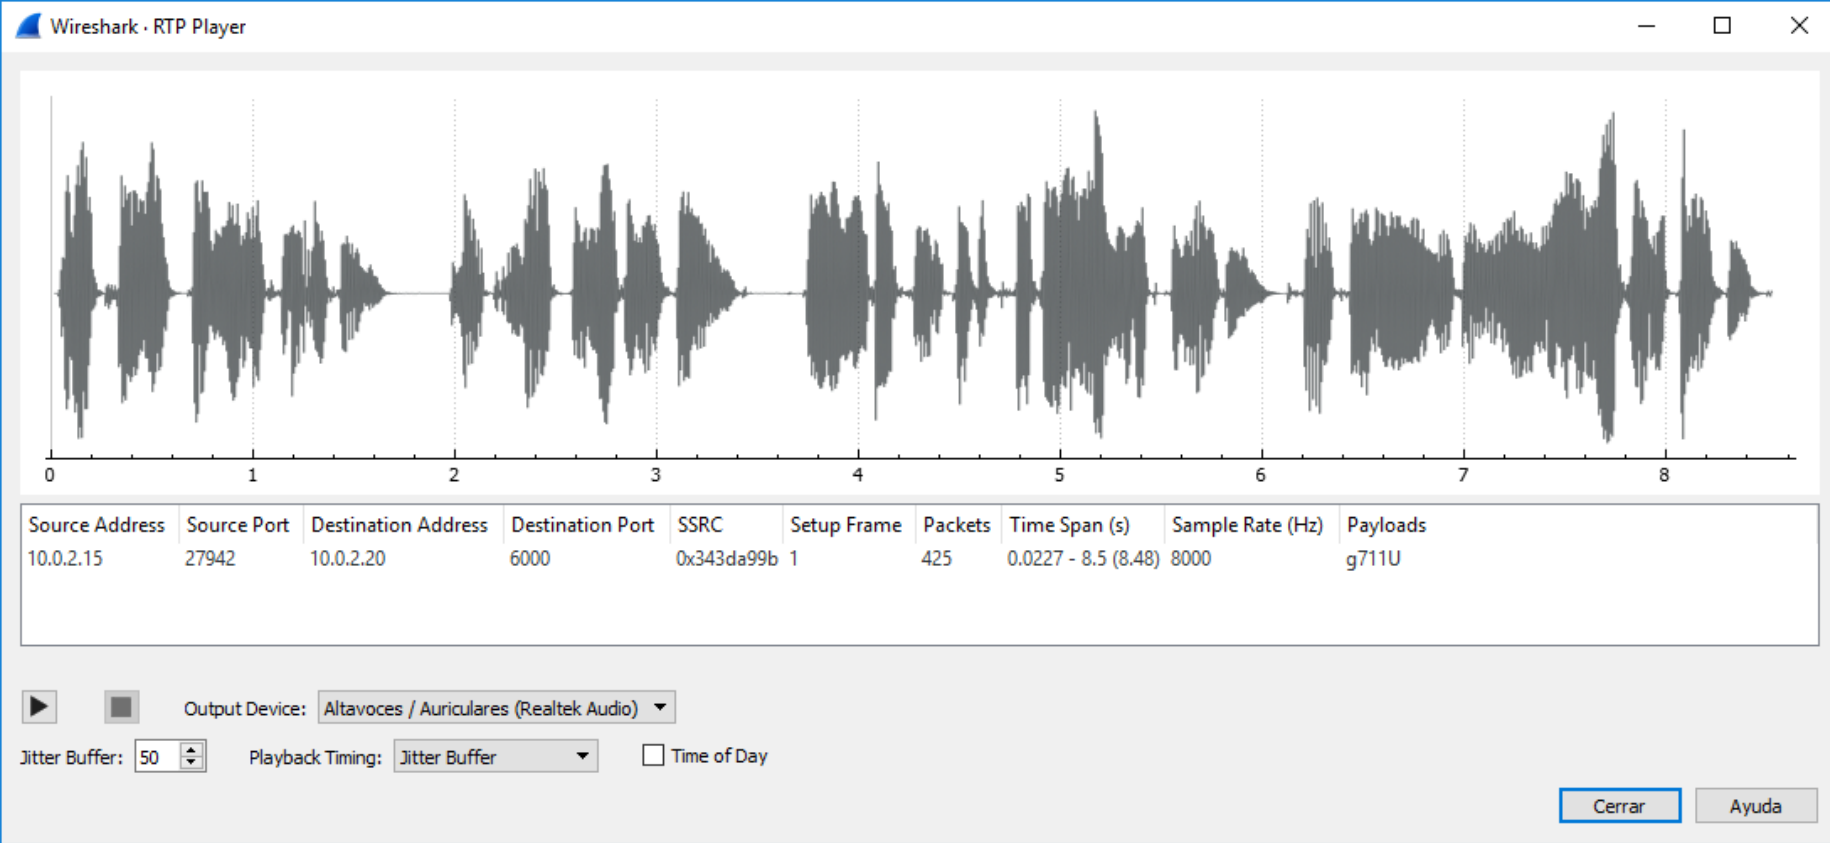 Wireshark · RTP Player
0 1 2 3 4 5 6 7 8
Source Address Source Port Destination Address Destination Port SSRC Setup Frame Packets Time Span (s) Sample Rate (Hz) Payloads
10.0.2.15 27942 10.0.2.20 6000 0x343da99b 1 425 0.0227 - 8.5 (8.48) 8000 g711U
Output Device: Altavoces / Auriculares (Realtek Audio)
Jitter Buffer: 50 Playback Timing: Jitter Buffer Time of Day
Cerrar Ayuda